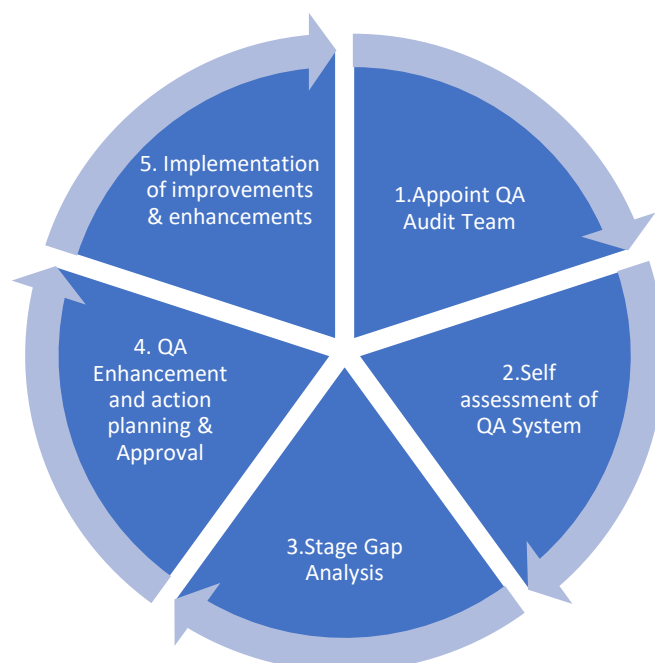 1.Appoint QA
Audit Team
2.Self
assessment of
QA System
3.Stage Gap
Analysis
4. QA
Enhancement
and action
planning &
Approval
5. Implementation
of improvements
& enhancements